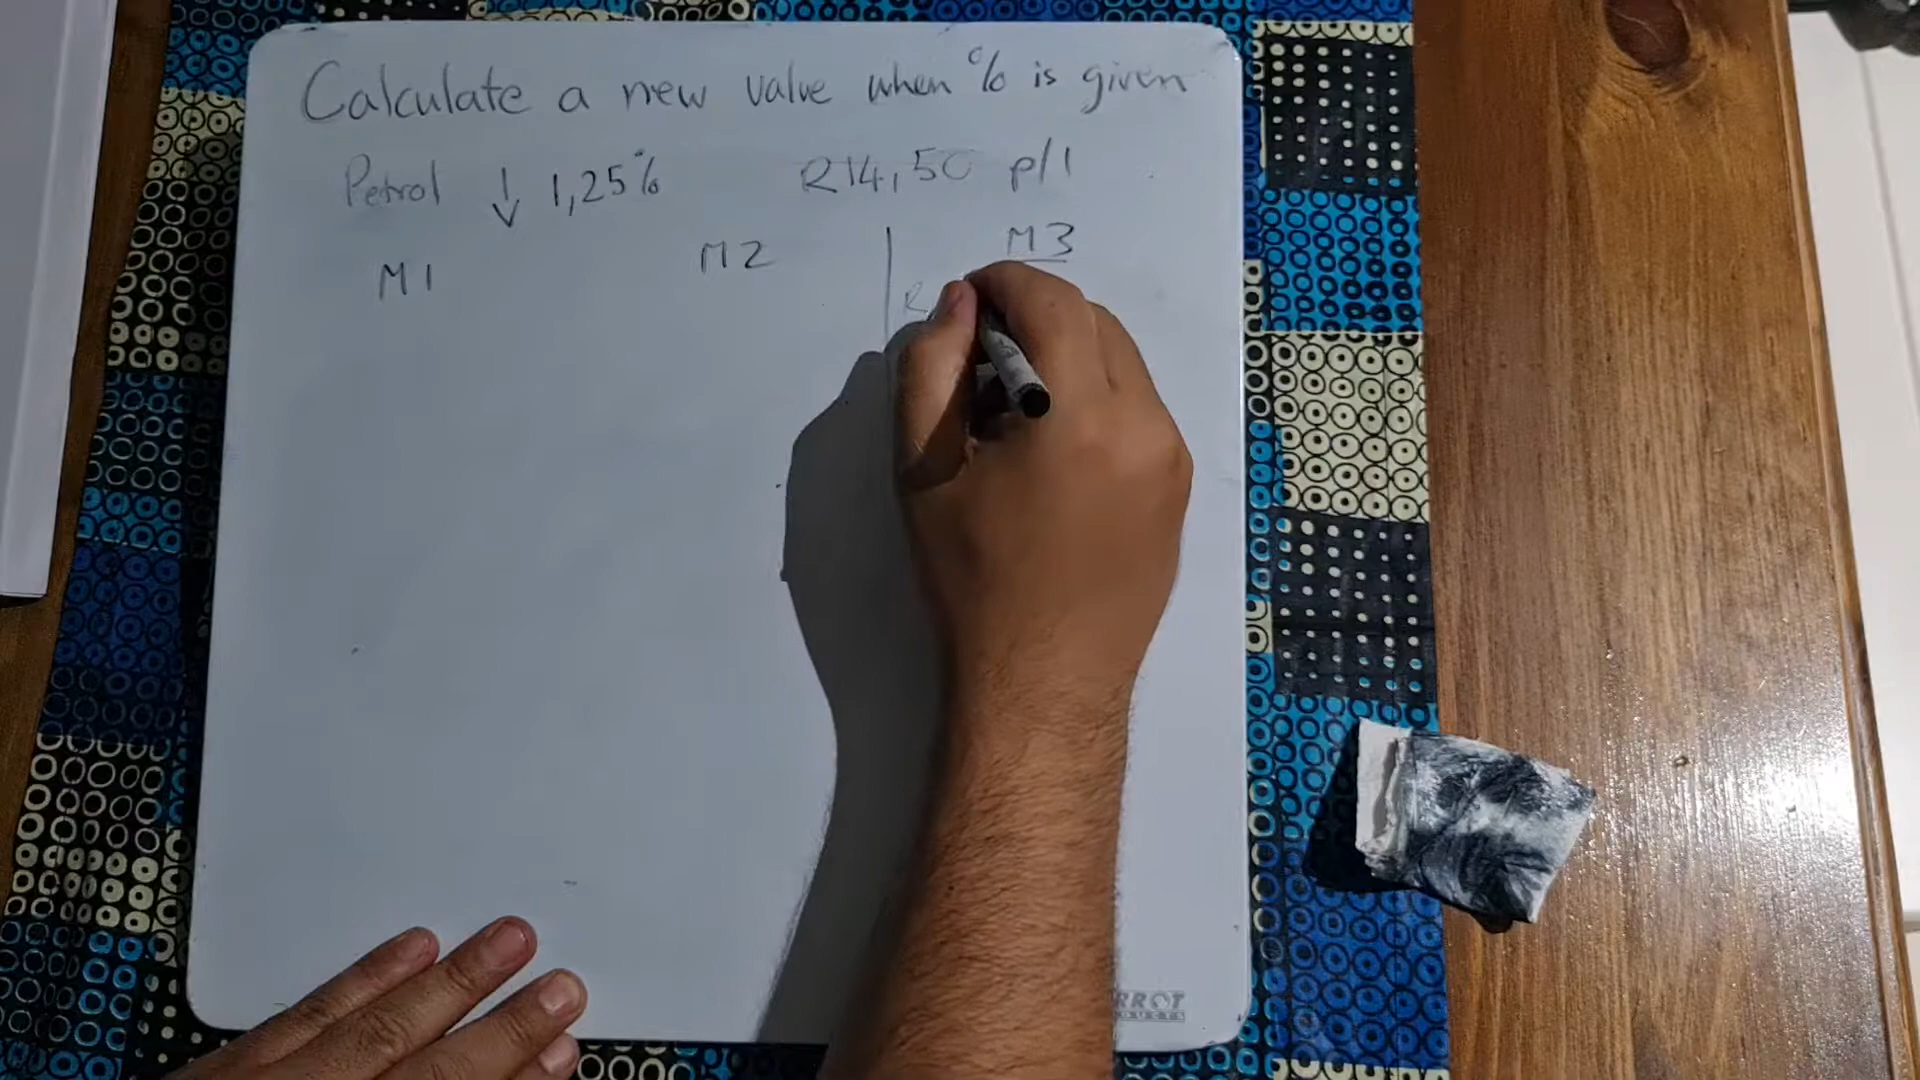 Calculate a new value when % is given
Petrol ↓ 1,25% R14,50 p/l
M1 M2 M3
R